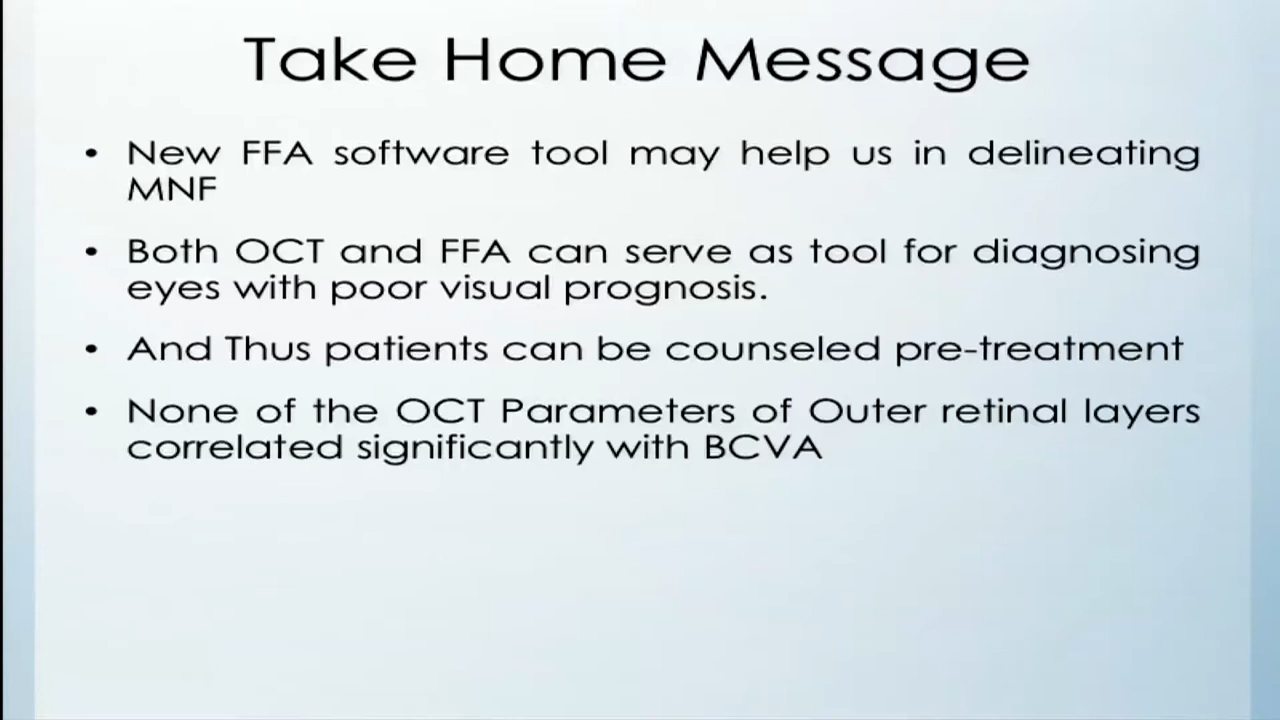 Take Home Message
• New FFA software tool may help us in delineating
MNF
• Both OCT and FFA can serve as tool for diagnosing
eyes with poor visual prognosis.
• And Thus patients can be counseled pre-treatment
• None of the OCT Parameters of Outer retinal layers
correlated significantly with BCVA